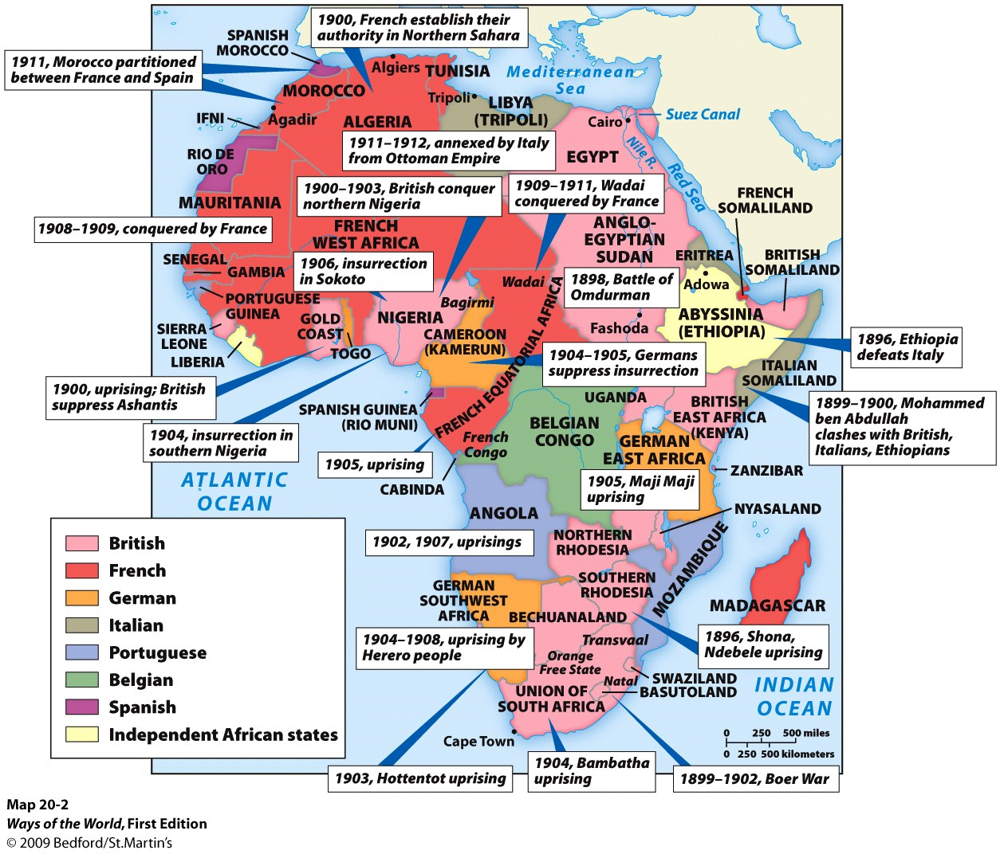 1900, French establish their
authority in Northern Sahara
SPANISH
MOROCCO
1911, Morocco partitioned
between France and Spain
Algiers
TUNISIA
Mediterranean
Sea
MOROCCO
Tripoli
LIBYA
(TRIPOLI)
Suez Canal
IFNI
Agadir
ALGERIA
Cairo
1911–1912, annexed by Italy
from Ottoman Empire
EGYPT
Nile R.
Red Sea
RIO DE
ORO
MAURITANIA
1900–1903, British conquer
northern Nigeria
1909–1911, Wadai
conquered by France
FRENCH
SOMALILAND
1908–1909, conquered by France
FRENCH
WEST AFRICA
ANGLO-
EGYPTIAN
SUDAN
ERITREA
BRITISH
SOMALILAND
SENEGAL
GAMBIA
1906, insurrection
in Sokoto
Wadai
1898, Battle of
Omdurman
Adowa
PORTUGUESE
GUINEA
Bagirmi
NIGERIA
ABYSSINIA
(ETHIOPIA)
SIERRA
LEONE
GOLD
COAST
CAMEROON
(KAMERUN)
Fashoda
LIBERIA
TOGO
FRENCH EQUATORIAL AFRICA
1904–1905, Germans
suppress insurrection
1896, Ethiopia
defeats Italy
ITALIAN
SOMALILAND
1900, uprising; British
suppress Ashantis
SPANISH GUINEA
(RIO MUNI)
UGANDA
BRITISH
EAST AFRICA
(KENYA)
1899–1900, Mohammed
ben Abdullah
clashes with British,
Italians, Ethiopians
1904, insurrection in
southern Nigeria
BELGIAN
CONGO
French
Congo
GERMAN
EAST AFRICA
1905, uprising
CABINDA
1905, Maji Maji
uprising
ZANZIBAR
ATLANTIC
OCEAN
ANGOLA
NYASALAND
1902, 1907, uprisings
NORTHERN
RHODESIA
MOZAMBIQUE
SOUTHERN
RHODESIA
GERMAN
SOUTHWEST
AFRICA
BECHUANALAND
MADAGASCAR
1904–1908, uprising by
Herero people
Transvaal
1896, Shona,
Ndebele uprising
Orange
Free State
Natal
SWAZILAND
BASUTOLAND
UNION OF
SOUTH AFRICA
INDIAN
OCEAN
Cape Town
0 250 500 miles
0 250 500 kilometers
1903, Hottentot uprising
1904, Bambatha
uprising
1899–1902, Boer War
British
French
German
Italian
Portuguese
Belgian
Spanish
Independent African states
Map 20-2
Ways of the World, First Edition
© 2009 Bedford/St.Martin's